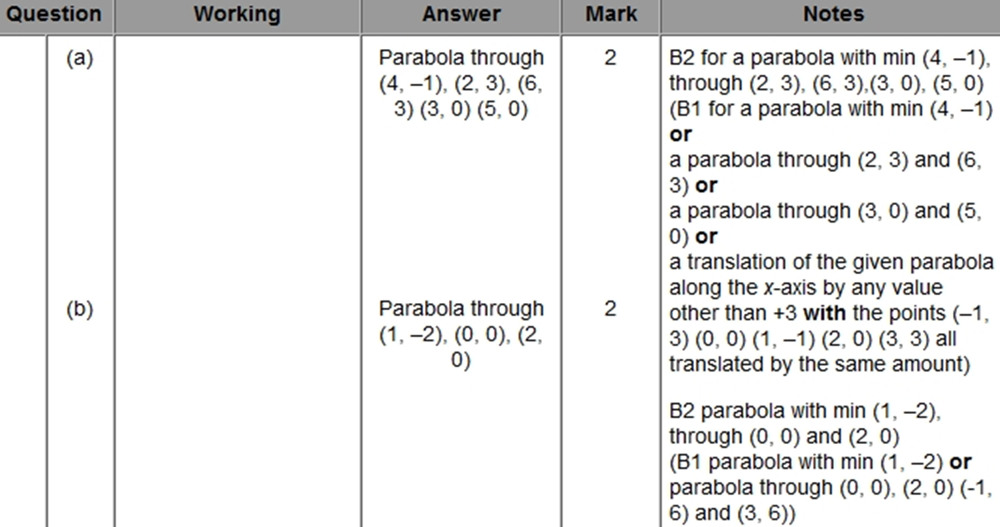 Question Working Answer Mark Notes
(a) Parabola through 2 B2 for a parabola with min (4, –1),
(4, –1), (2, 3), (6, through (2, 3), (6, 3),(3, 0), (5, 0)
3) (3, 0) (5, 0) (B1 for a parabola with min (4, –1)
or
a parabola through (2, 3) and (6,
3) or
a parabola through (3, 0) and (5,
0) or
a translation of the given parabola
along the x-axis by any value
(b) Parabola through 2 other than +3 with the points (–1,
(1, –2), (0, 0), (2, 3) (0, 0) (1, –1) (2, 0) (3, 3) all
0) translated by the same amount)
B2 parabola with min (1, –2),
through (0, 0) and (2, 0)
(B1 parabola with min (1, –2) or
parabola through (0, 0), (2, 0) (-1,
6) and (3, 6))